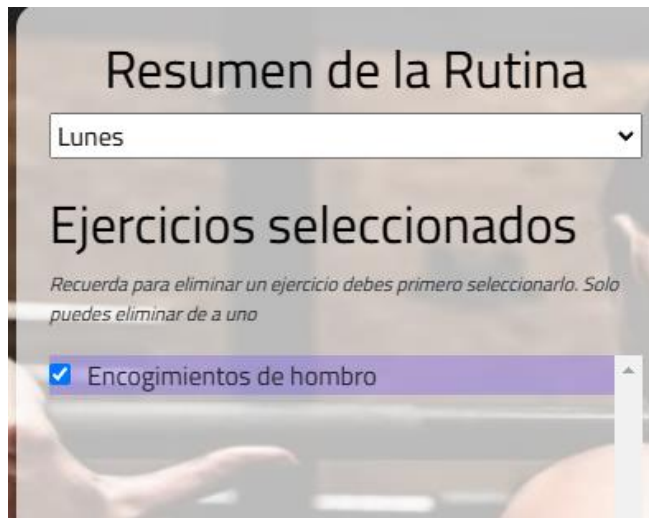 Resumen de la Rutina
Lunes
Ejercicios seleccionados
Recuerda para eliminar un ejercicio debes primero seleccionarlo. Solo
puedes eliminar de a uno
Encogimientos de hombro